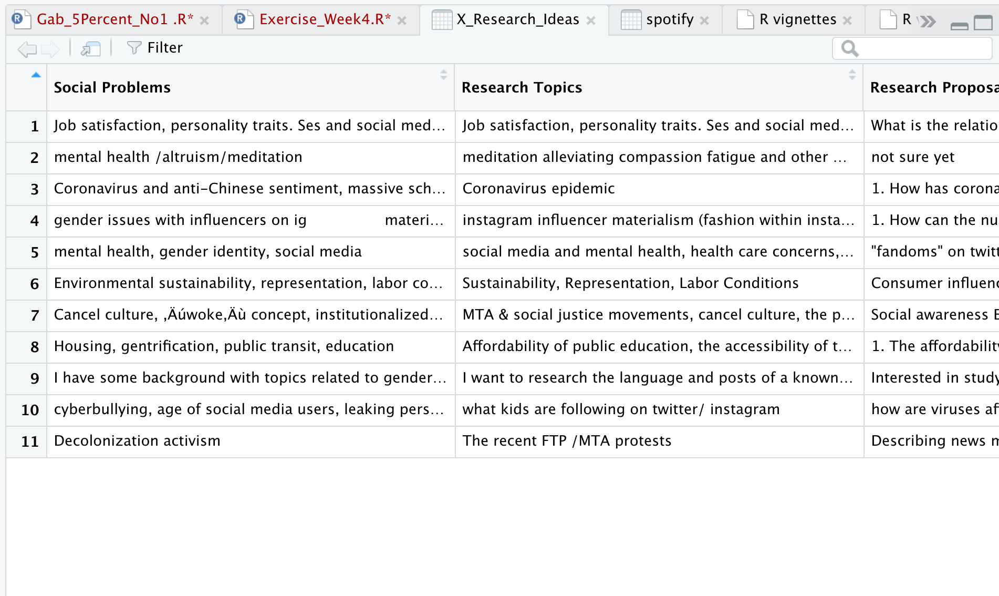 Gab_5Percent_No1 .R* Exercise_Week4.R* X_Research_Ideas spotify R vignettes R
Filter
Social Problems Research Topics Research Proposa
1 Job satisfaction, personality traits. Ses and social med... Job satisfaction, personality traits. Ses and social med... What is the relatio
2 mental health /altruism/meditation meditation alleviating compassion fatigue and other ... not sure yet
3 Coronavirus and anti-Chinese sentiment, massive sch... Coronavirus epidemic 1. How has corona
4 gender issues with influencers on ig materi... instagram influencer materialism (fashion within insta... 1. How can the nu
5 mental health, gender identity, social media social media and mental health, health care concerns,... "fandoms" on twitt
6 Environmental sustainability, representation, labor co... Sustainability, Representation, Labor Conditions Consumer influenc
7 Cancel culture, ‚Äúwoke‚Äù concept, institutionalized... MTA & social justice movements, cancel culture, the p... Social awareness E
8 Housing, gentrification, public transit, education Affordability of public education, the accessibility of t... 1. The affordability
9 I have some background with topics related to gender... I want to research the language and posts of a known... Interested in study
10 cyberbullying, age of social media users, leaking pers... what kids are following on twitter/ instagram how are viruses af
11 Decolonization activism The recent FTP /MTA protests Describing news m